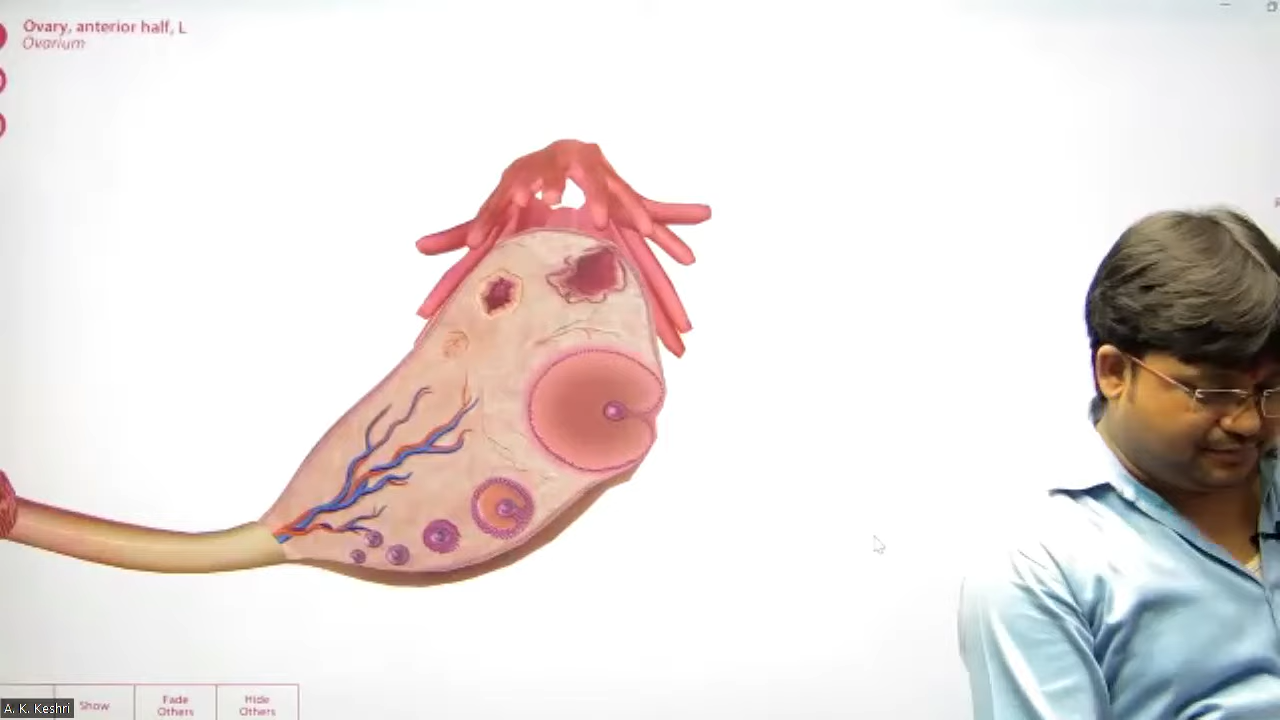 Ovary, anterior half, L
Ovarium
A. K. Keshri
Show
Fade
Others
Hide
Others